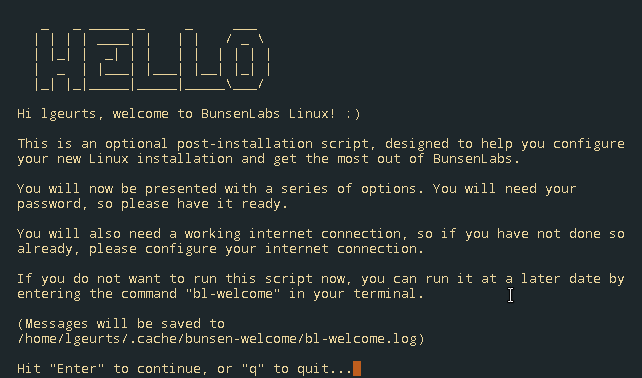 HELLO
Hi lgeurts, welcome to BunsenLabs Linux! :)
This is an optional post-installation script, designed to help you configure
your new Linux installation and get the most out of BunsenLabs.
You will now be presented with a series of options. You will need your
password, so please have it ready.
You will also need a working internet connection, so if you have not done so
already, please configure your internet connection.
If you do not want to run this script now, you can run it at a later date by
entering the command "bl-welcome" in your terminal.
(Messages will be saved to
/home/lgeurts/.cache/bunsen-welcome/bl-welcome.log)
Hit "Enter" to continue, or "q" to quit...